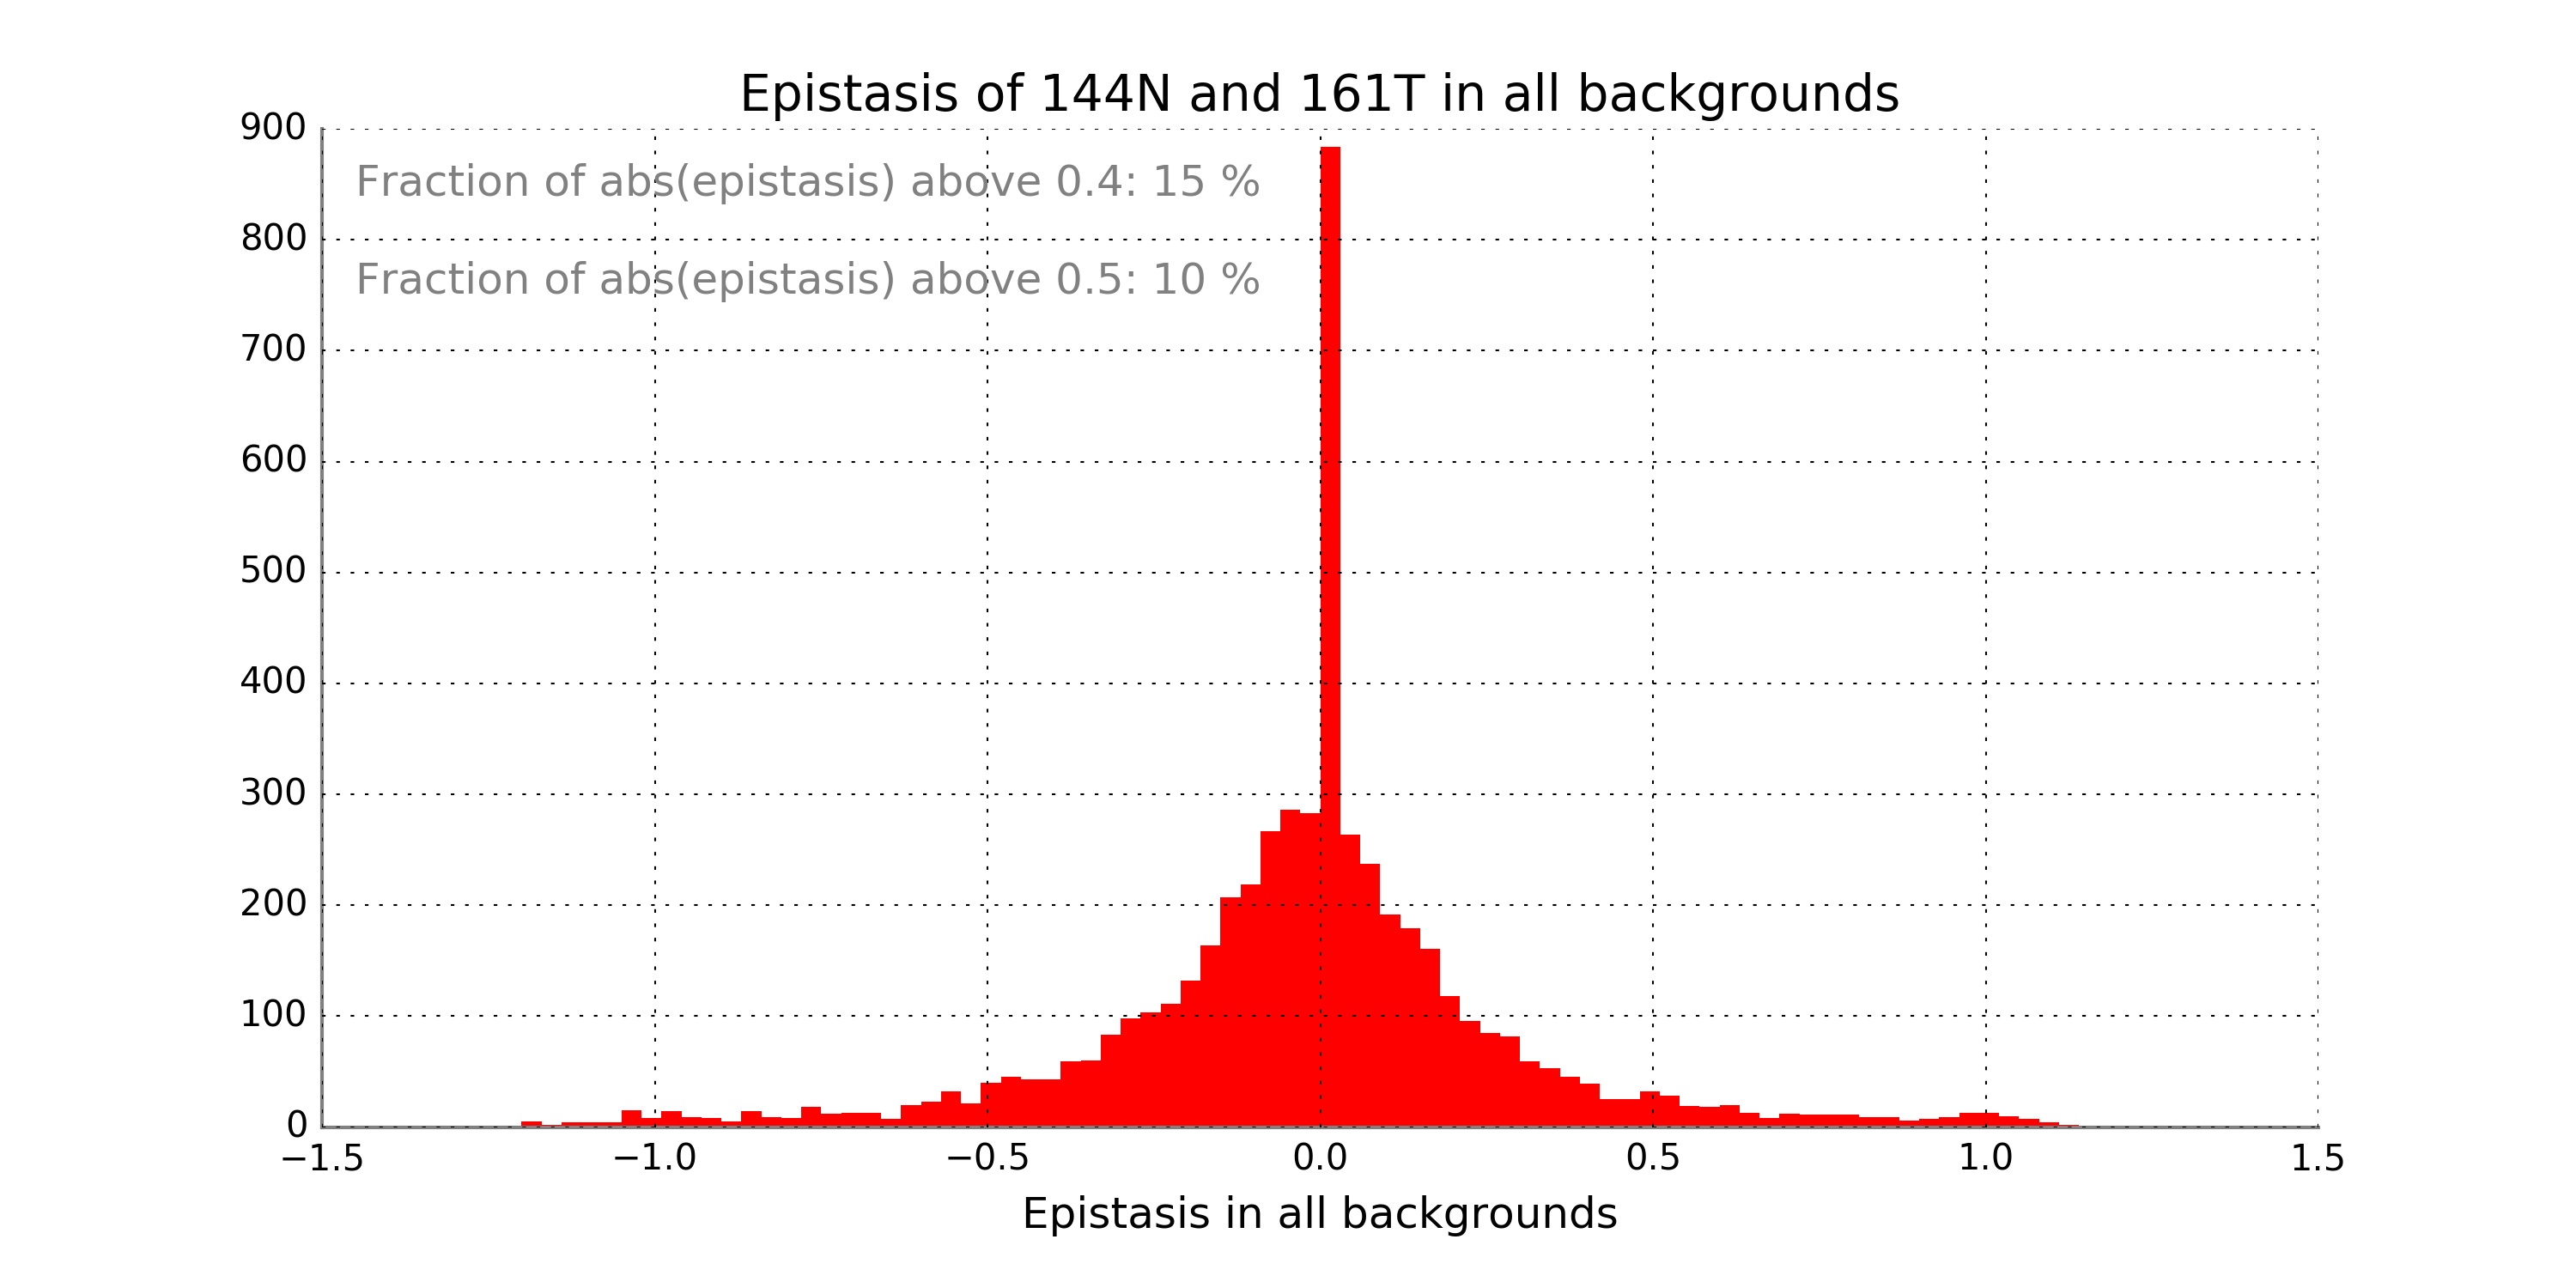 Epistasis of 144N and 161T in all backgrounds
900
Fraction of abs(epistasis) above 0.4: 15 %
800
Fraction of abs(epistasis) above 0.5: 10 %
700
600
500
400
300
200
100
0
−1.5 −1.0 −0.5 0.0 0.5 1.0 1.5
Epistasis in all backgrounds